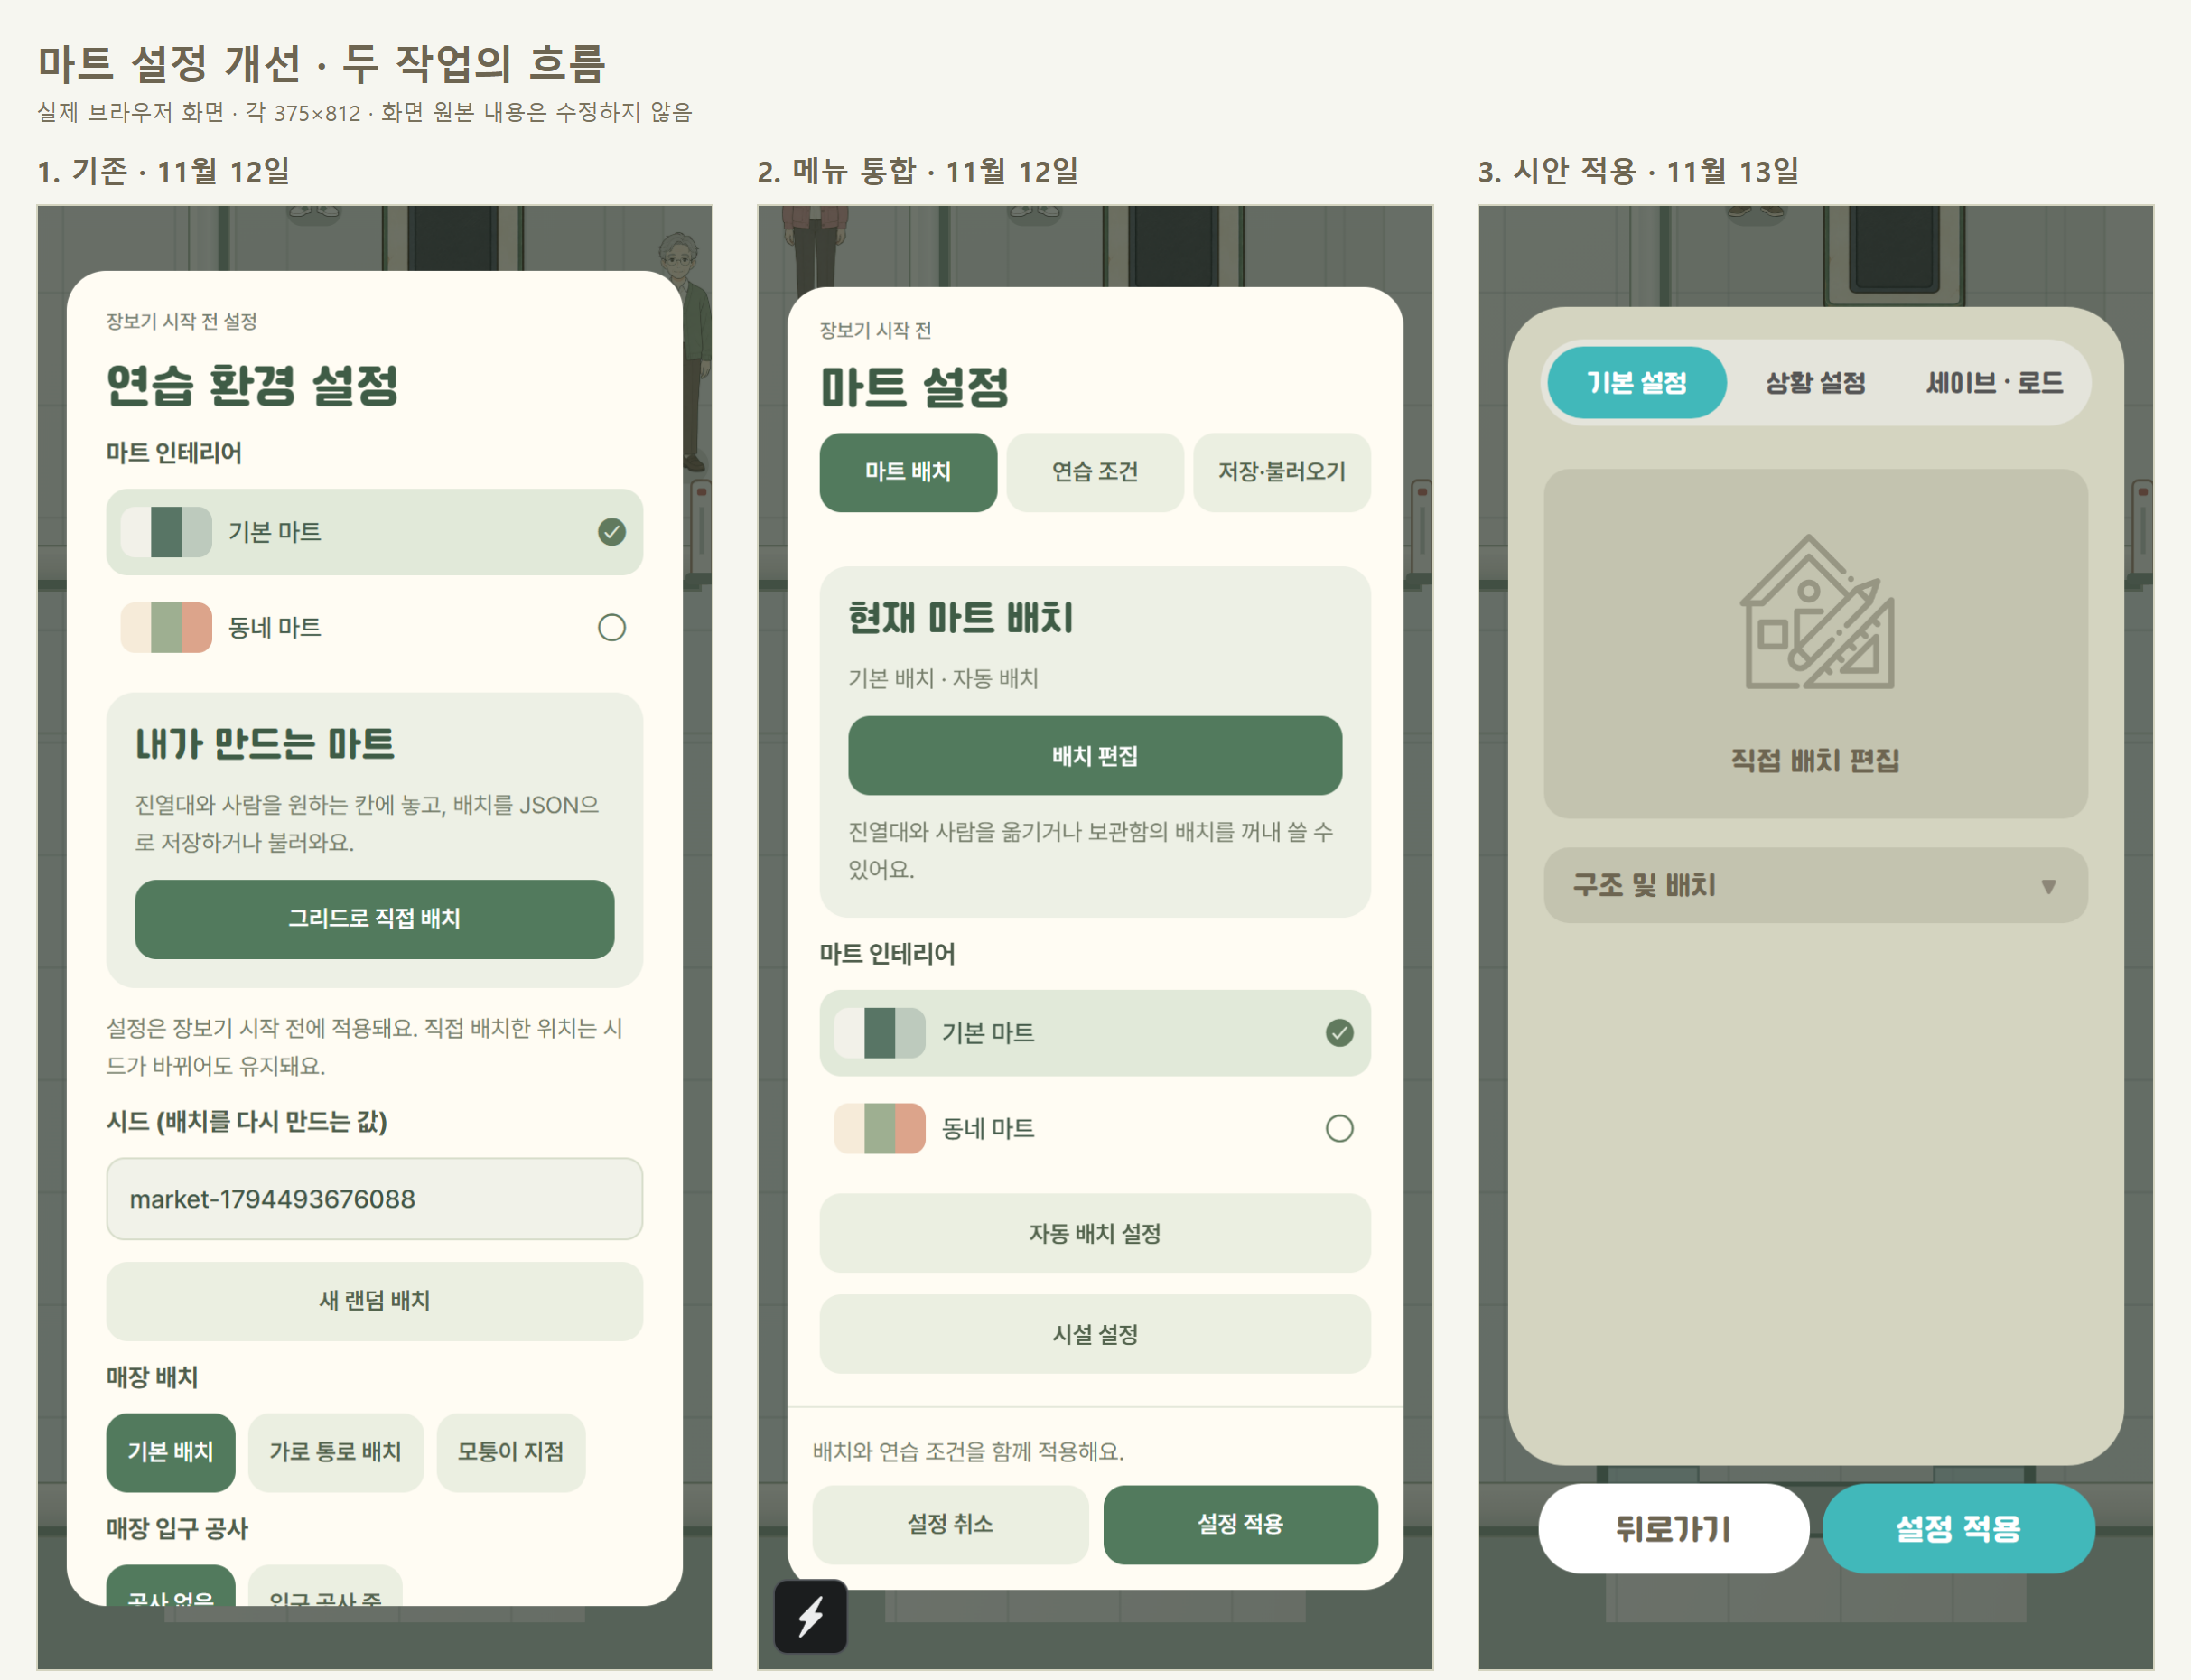 마트 설정 개선 · 두 작업의 흐름
실제 브라우저 화면 · 각 375×812 · 화면 원본 내용은 수정하지 않음
1. 기존 · 11월 12일
장보기 시작 전 설정
연습 환경 설정
마트 인테리어
기본 마트
동네 마트
내가 만드는 마트
진열대와 사람을 원하는 칸에 놓고, 배치를 JSON으
로 저장하거나 불러와요.
그리드로 직접 배치
설정은 장보기 시작 전에 적용돼요. 직접 배치한 위치는 시
드가 바뀌어도 유지돼요.
시드 (배치를 다시 만드는 값)
market-1794493676088
새 랜덤 배치
매장 배치
기본 배치 가로 통로 배치 모퉁이 지점
매장 입구 공사
공사 없음 입구 공사 중
2. 메뉴 통합 · 11월 12일
장보기 시작 전
마트 설정
마트 배치 연습 조건 저장·불러오기
현재 마트 배치
기본 배치 · 자동 배치
배치 편집
진열대와 사람을 옮기거나 보관함의 배치를 꺼내 쓸 수
있어요.
마트 인테리어
기본 마트
동네 마트
자동 배치 설정
시설 설정
배치와 연습 조건을 함께 적용해요.
설정 취소 설정 적용
3. 시안 적용 · 11월 13일
기본 설정 상황 설정 세이브 · 로드
직접 배치 편집
구조 및 배치
뒤로가기 설정 적용